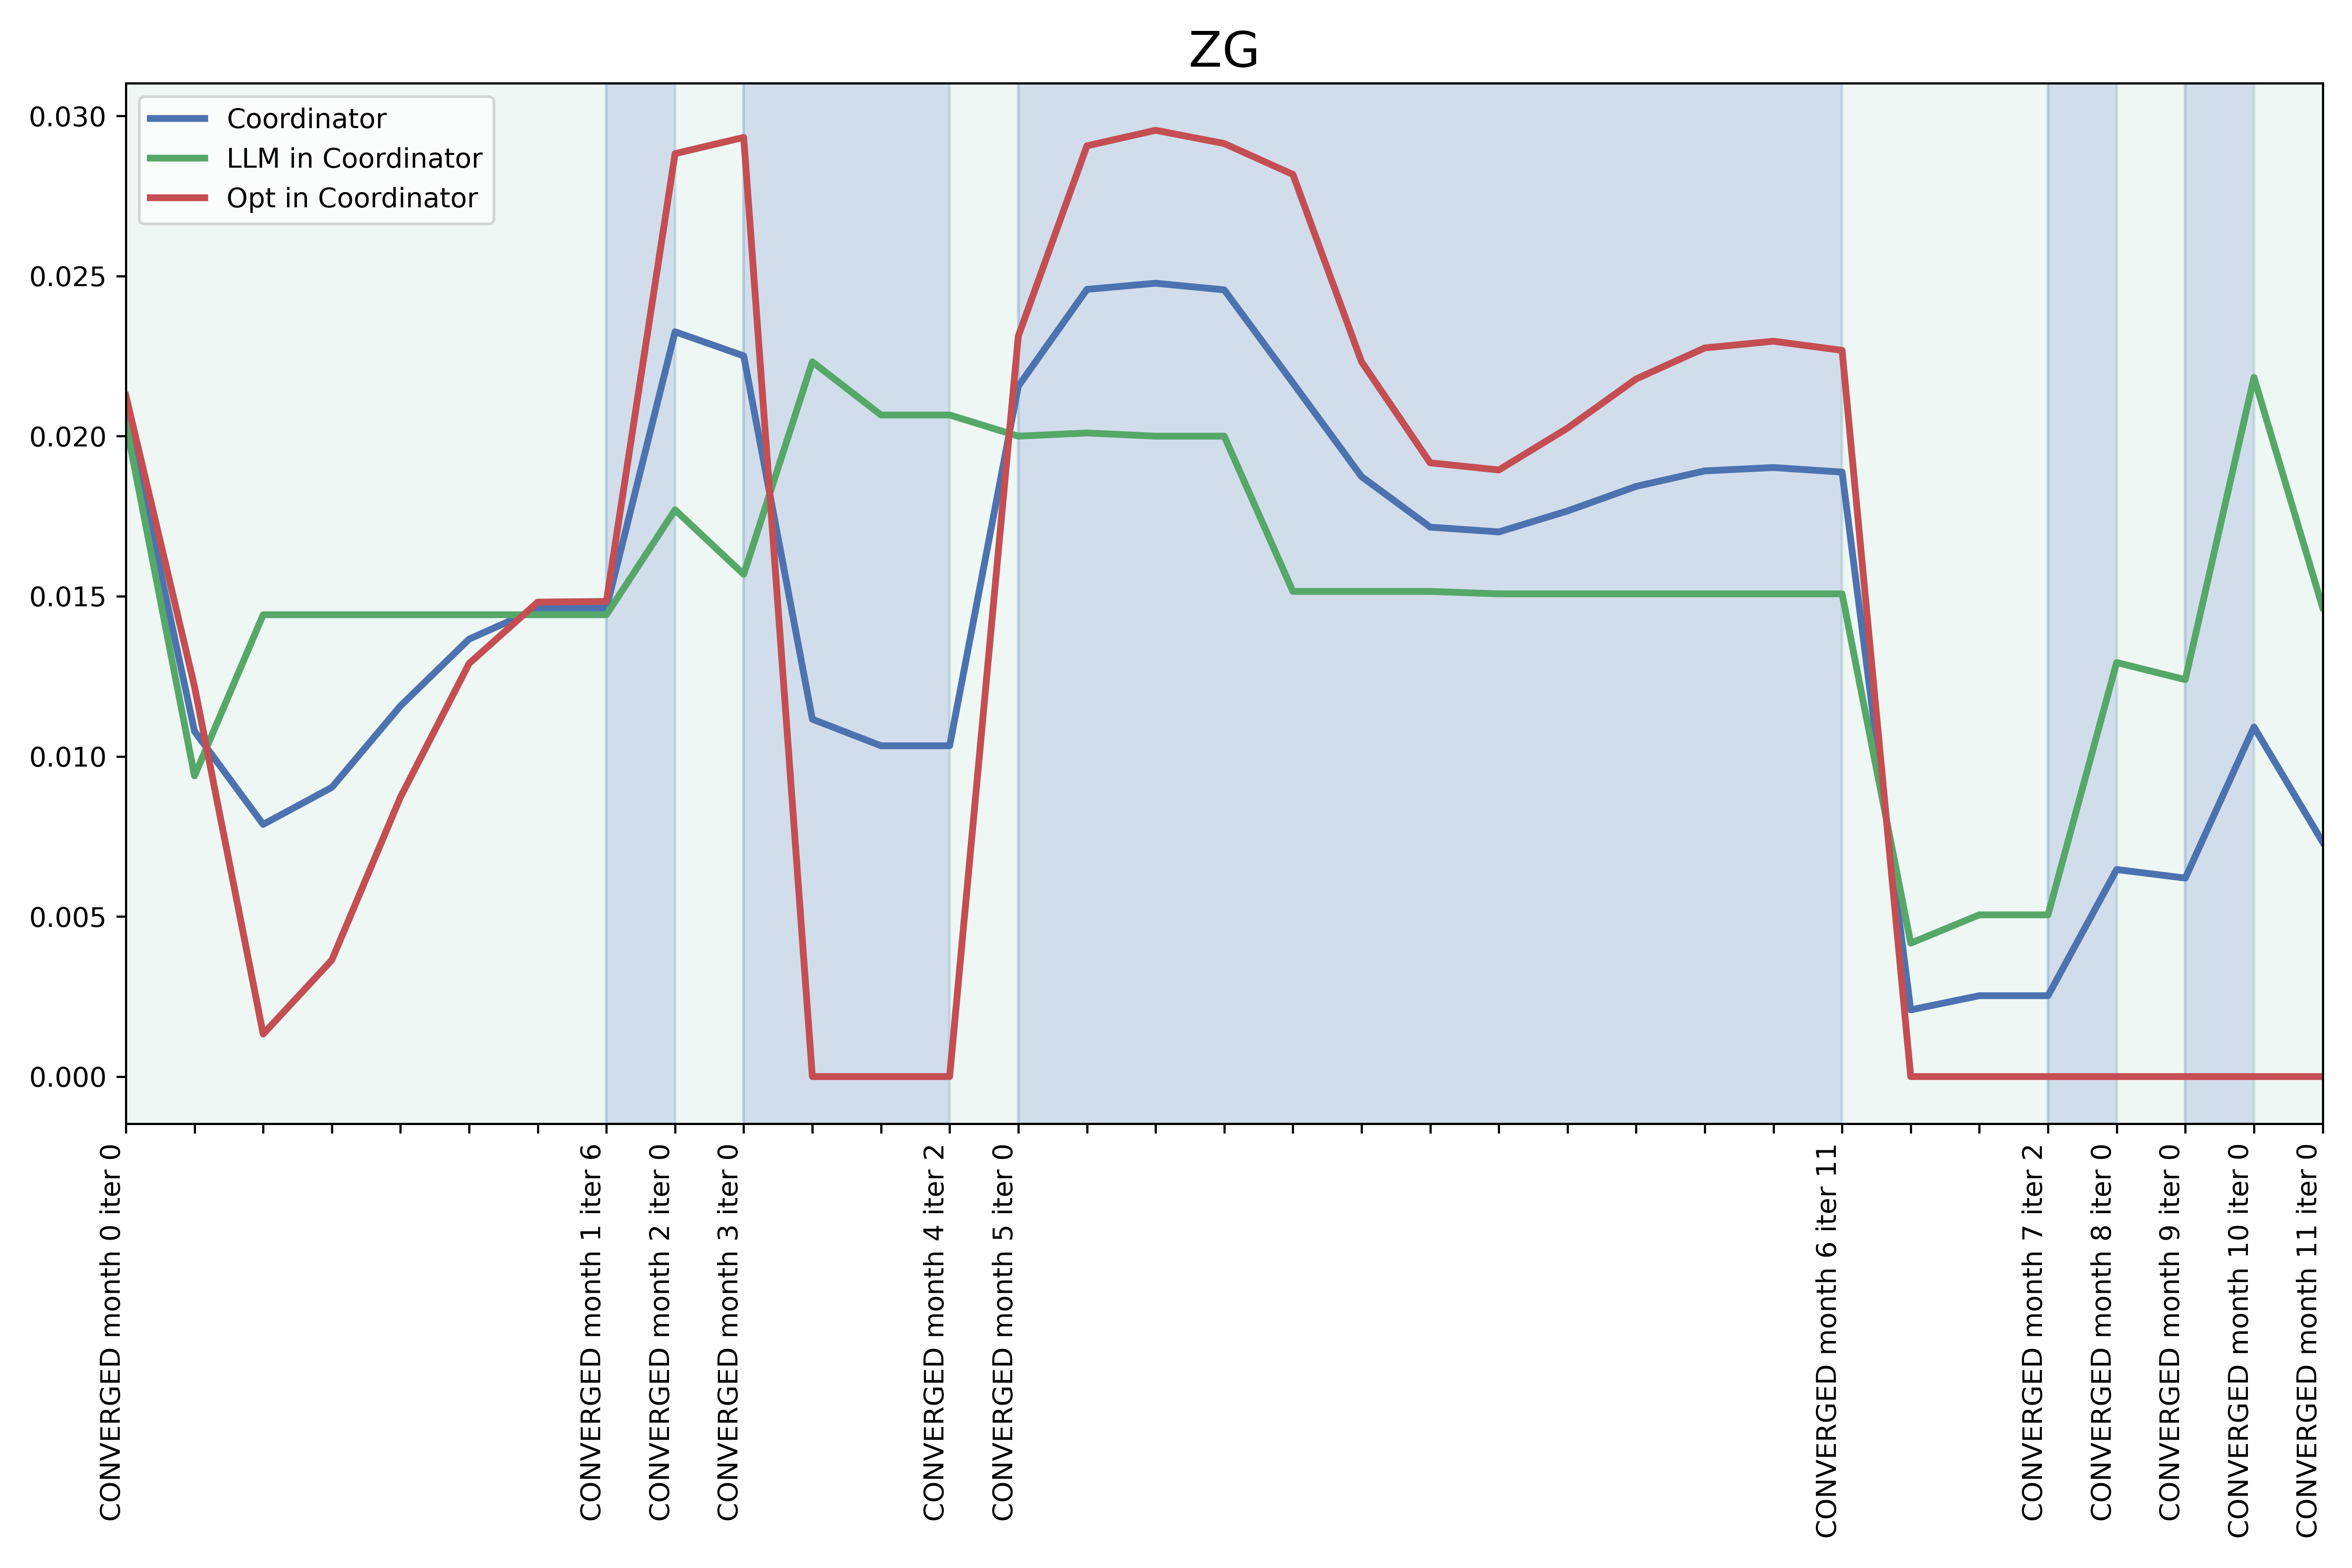 ZG
0.030
0.025
0.020
0.015
0.010
0.005
0.000
Coordinator
LLM in Coordinator
Opt in Coordinator
CONVERGED month 0 iter 0
CONVERGED month 1 iter 6
CONVERGED month 2 iter 0
CONVERGED month 3 iter 0
CONVERGED month 4 iter 2
CONVERGED month 5 iter 0
CONVERGED month 6 iter 11
CONVERGED month 7 iter 2
CONVERGED month 8 iter 0
CONVERGED month 9 iter 0
CONVERGED month 10 iter 0
CONVERGED month 11 iter 0